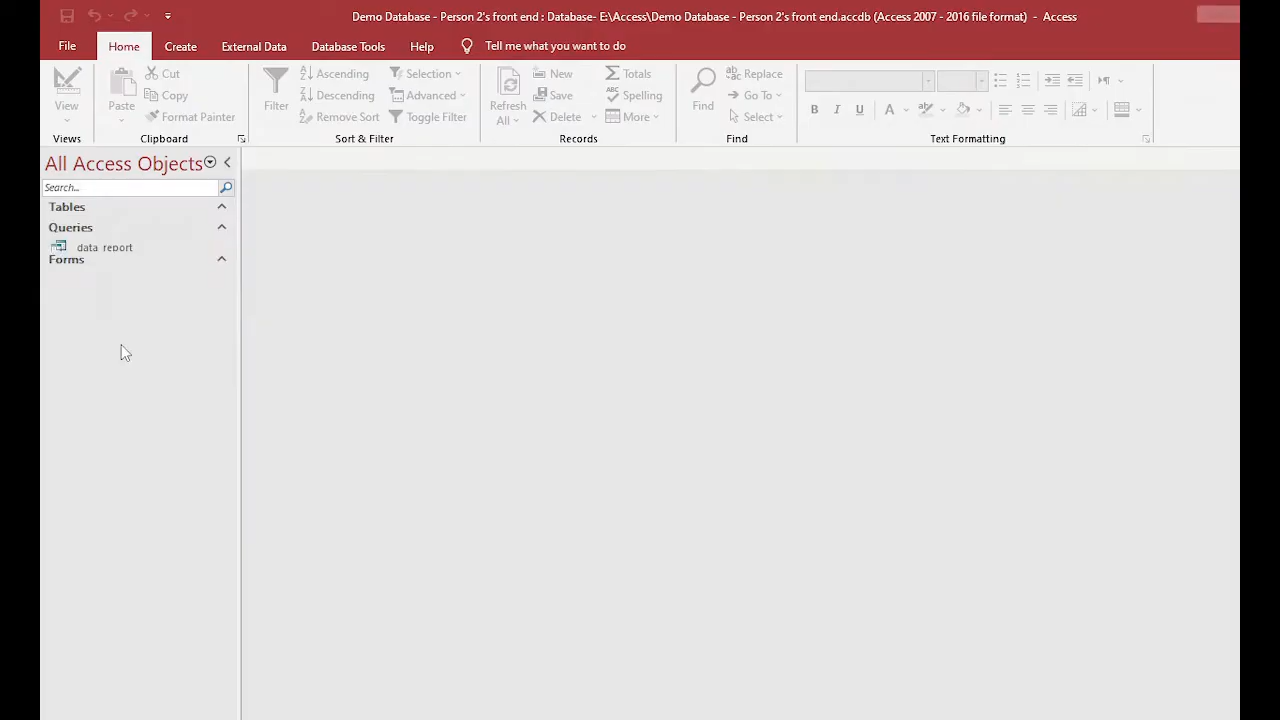 Demo Database - Person 2's front end : Database- E:\Access\Demo Database - Person 2's front end.accdb (Access 2007 - 2016 file format) - Access
File Home Create External Data Database Tools Help Tell me what you want to do
View Paste Cut Copy Format Painter
Filter Ascending Descending Remove Sort Selection Advanced Toggle Filter
Refresh All New Save Delete Totals Spelling More
Find Replace Go To Select
B I U A
Views Clipboard Sort & Filter Records Find Text Formatting
All Access Objects
Search...
Tables
Queries
data_report
Forms